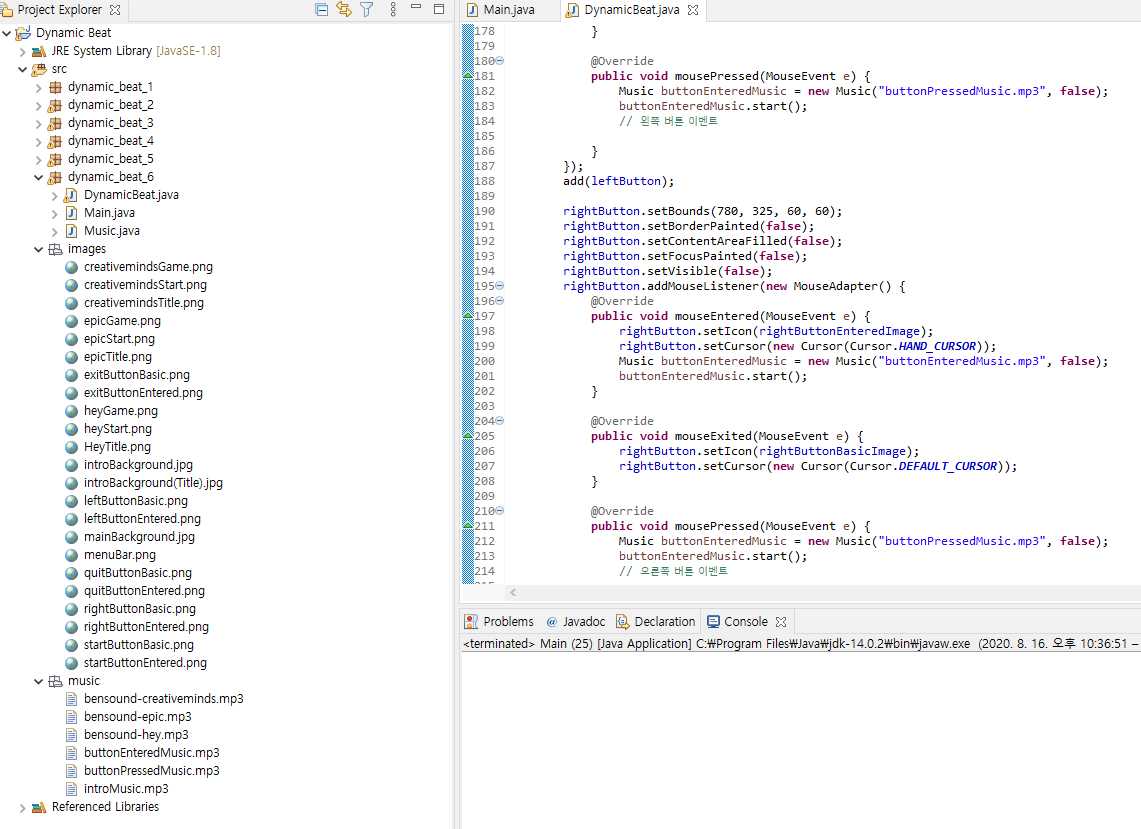 Project Explorer
Dynamic Beat
JRE System Library [JavaSE-1.8]
src
dynamic_beat_1
dynamic_beat_2
dynamic_beat_3
dynamic_beat_4
dynamic_beat_5
dynamic_beat_6
DynamicBeat.java
Main.java
Music.java
images
creativemindsGame.png
creativemindsStart.png
creativemindsTitle.png
epicGame.png
epicStart.png
epicTitle.png
exitButtonBasic.png
exitButtonEntered.png
heyGame.png
heyStart.png
HeyTitle.png
introBackground.jpg
introBackground(Title).jpg
leftButtonBasic.png
leftButtonEntered.png
mainBackground.jpg
menuBar.png
quitButtonBasic.png
quitButtonEntered.png
rightButtonBasic.png
rightButtonEntered.png
startButtonBasic.png
startButtonEntered.png
music
bensound-creativeminds.mp3
bensound-epic.mp3
bensound-hey.mp3
buttonEnteredMusic.mp3
buttonPressedMusic.mp3
introMusic.mp3
Referenced Libraries
Main.java DynamicBeat.java
178 }
179
180 @Override
181 public void mousePressed(MouseEvent e) {
182 Music buttonEnteredMusic = new Music("buttonPressedMusic.mp3", false);
183 buttonEnteredMusic.start();
184 // 왼쪽 버튼 이벤트
185
186 }
187 });
188 add(leftButton);
189
190 rightButton.setBounds(780, 325, 60, 60);
191 rightButton.setBorderPainted(false);
192 rightButton.setContentAreaFilled(false);
193 rightButton.setFocusPainted(false);
194 rightButton.setVisible(false);
195 rightButton.addMouseListener(new MouseAdapter() {
196 @Override
197 public void mouseEntered(MouseEvent e) {
198 rightButton.setIcon(rightButtonEnteredImage);
199 rightButton.setCursor(new Cursor(Cursor.HAND_CURSOR));
200 Music buttonEnteredMusic = new Music("buttonEnteredMusic.mp3", false);
201 buttonEnteredMusic.start();
202 }
203
204 @Override
205 public void mouseExited(MouseEvent e) {
206 rightButton.setIcon(rightButtonBasicImage);
207 rightButton.setCursor(new Cursor(Cursor.DEFAULT_CURSOR));
208 }
209
210 @Override
211 public void mousePressed(MouseEvent e) {
212 Music buttonEnteredMusic = new Music("buttonPressedMusic.mp3", false);
213 buttonEnteredMusic.start();
214 // 오른쪽 버튼 이벤트
Problems @ Javadoc Declaration Console
<terminated> Main (25) [Java Application] C:₩Program Files₩Java₩jdk-14.0.2₩bin₩javaw.exe (2020. 8. 16. 오후 10:36:51 –